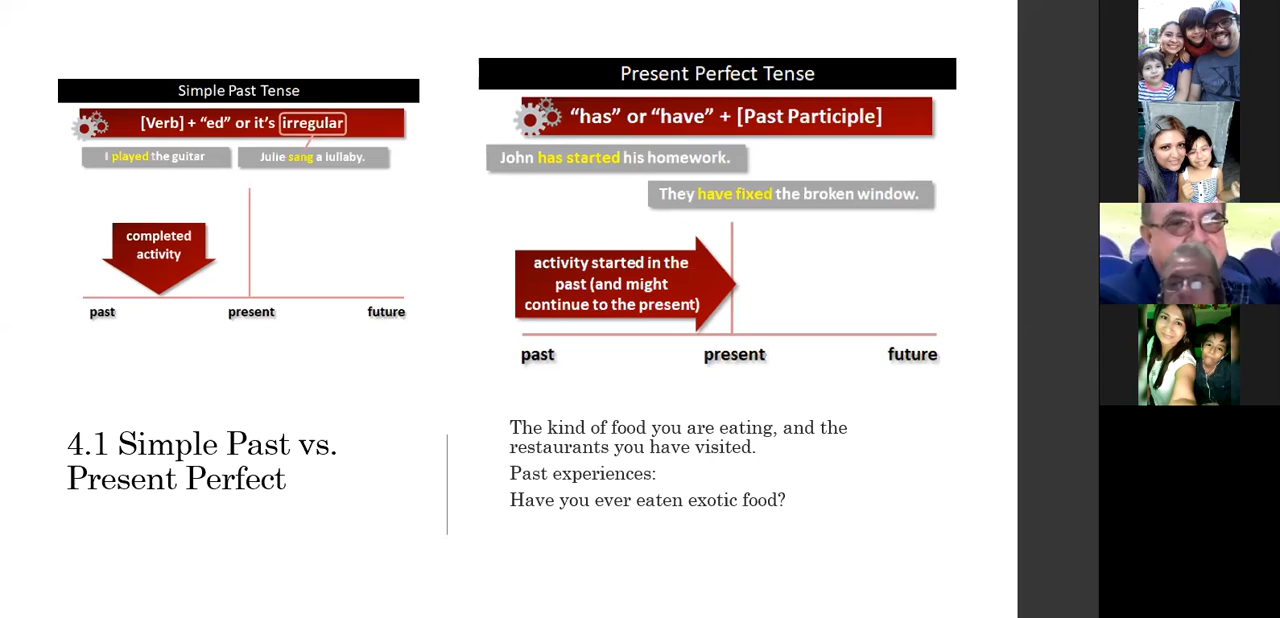 Simple Past Tense
[Verb] + "ed" or it's irregular
I played the guitar
Julie sang a lullaby.
completed
activity
past
present
future
Present Perfect Tense
"has" or "have" + [Past Participle]
John has started his homework.
They have fixed the broken window.
activity started in the
past (and might
continue to the present)
past
present
future
4.1 Simple Past vs.
Present Perfect
The kind of food you are eating, and the
restaurants you have visited.
Past experiences:
Have you ever eaten exotic food?